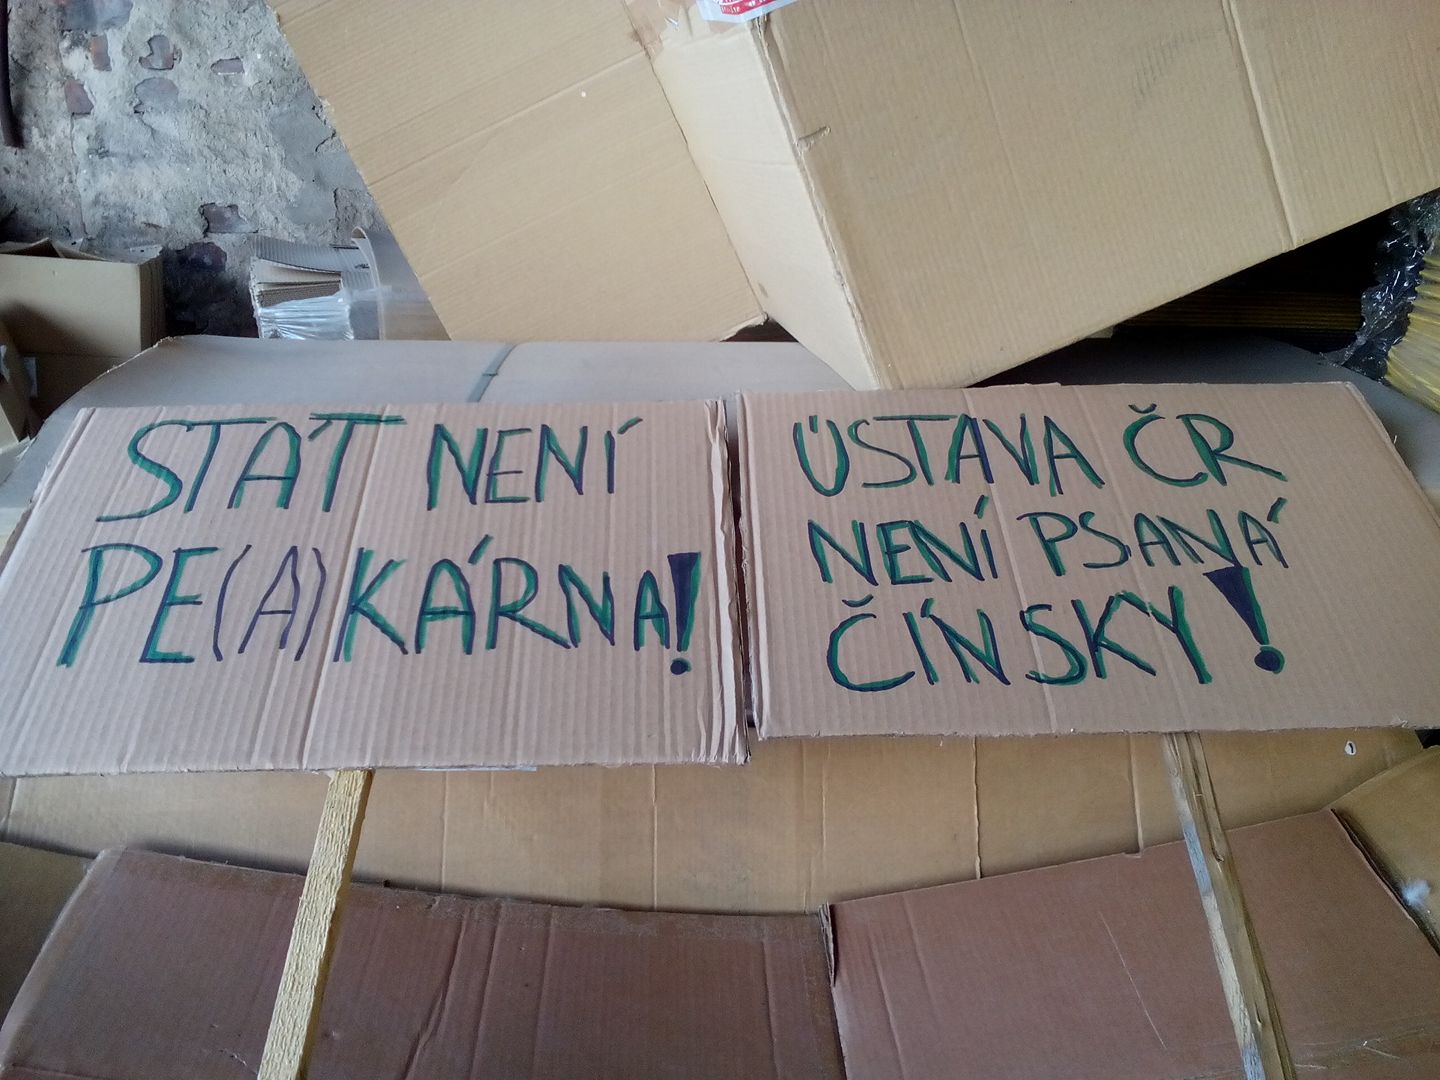 STÁT NENÍ
PE(A)KÁRNA!
ÚSTAVA ČR
NENÍ PSANÁ
ČÍNSKY!